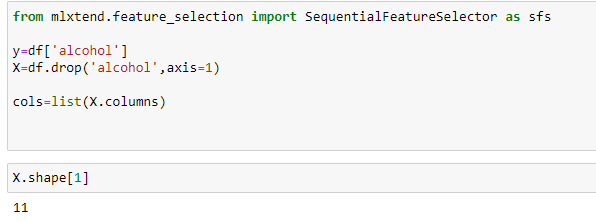 from mlxtend.feature_selection import SequentialFeatureSelector as sfs
y=df['alcohol']
X=df.drop('alcohol',axis=1)
cols=list(X.columns)
X.shape[1]
11